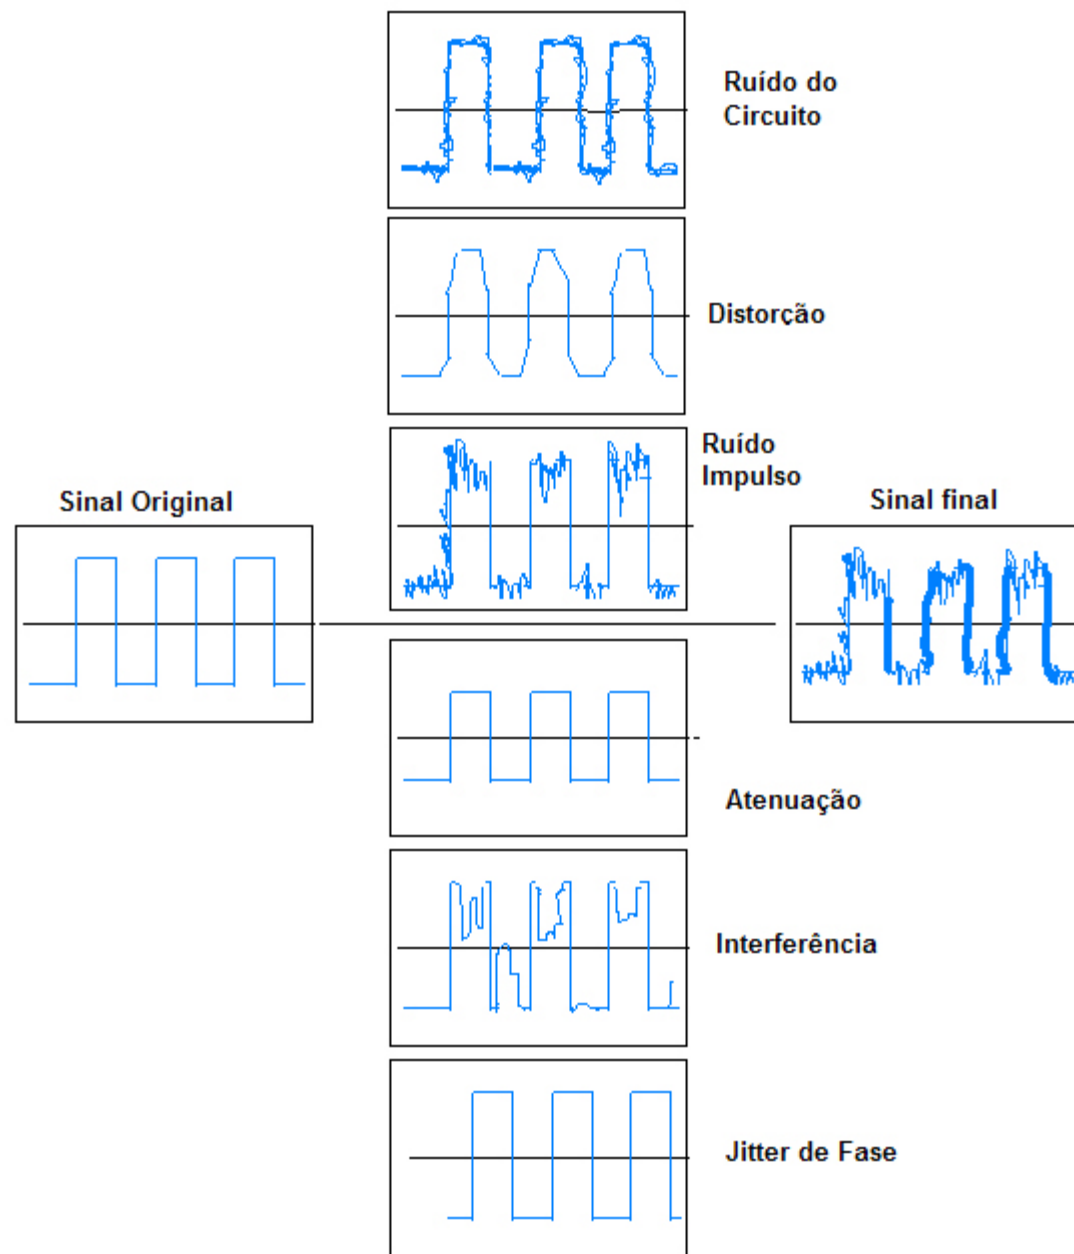 Ruído do
Circuito
Distorção
Ruído
Impulso
Sinal Original
Sinal final
Atenuação
Interferência
Jitter de Fase